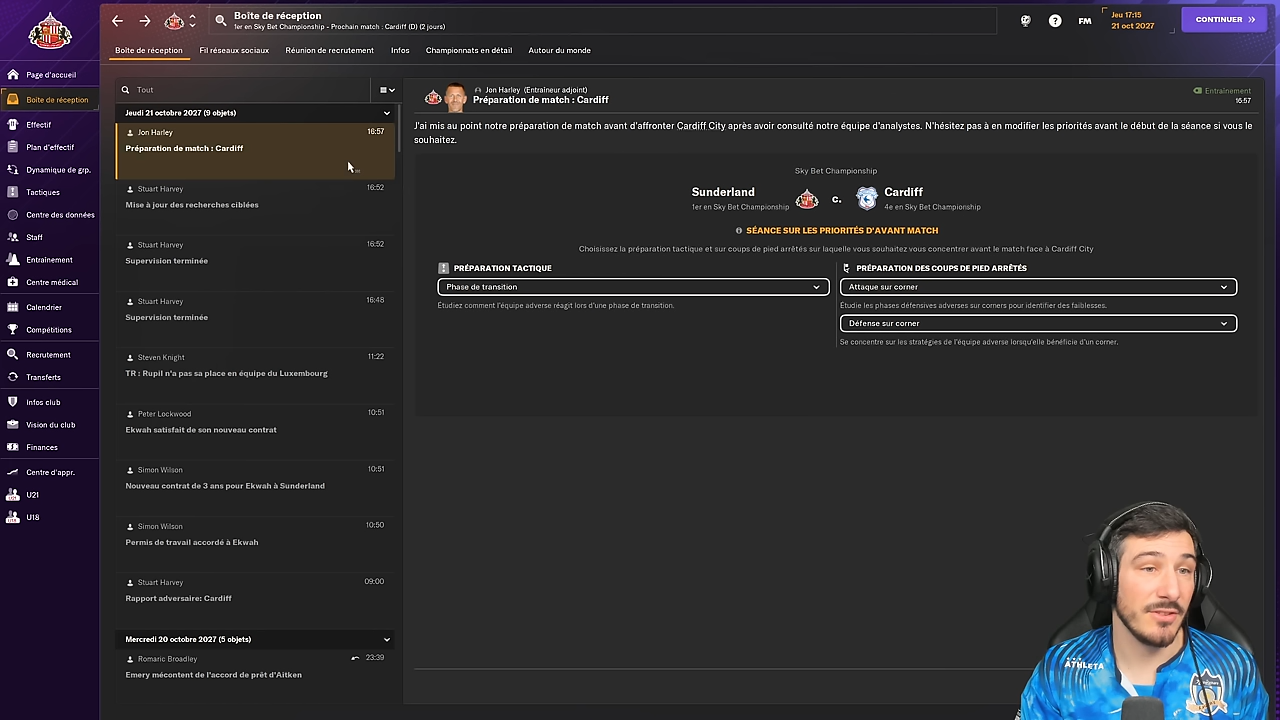 Boîte de réception
1er en Sky Bet Championship - Prochain match : Cardiff (D) (2 jours)
FM
Jeu 17:15
21 oct 2027
CONTINUER
Boîte de réception
Fil réseaux sociaux
Réunion de recrutement
Infos
Championnats en détail
Autour du monde
Page d'accueil
Boîte de réception
Effectif
Plan d'effectif
Dynamique de grp.
Tactiques
Centre des données
Staff
Entraînement
Centre médical
Calendrier
Compétitions
Recrutement
Transferts
Infos club
Vision du club
Finances
Centre d'appr.
U21
U18
Tout
Jeudi 21 octobre 2027 (9 objets)
Jon Harley 16:57
Préparation de match : Cardiff
Stuart Harvey 16:52
Mise à jour des recherches ciblées
Stuart Harvey 16:52
Supervision terminée
Stuart Harvey 16:48
Supervision terminée
Steven Knight 11:22
TR : Rupil n'a pas sa place en équipe du Luxembourg
Peter Lockwood 10:51
Ekwah satisfait de son nouveau contrat
Simon Wilson 10:51
Nouveau contrat de 3 ans pour Ekwah à Sunderland
Simon Wilson 10:50
Permis de travail accordé à Ekwah
Stuart Harvey 09:00
Rapport adversaire: Cardiff
Mercredi 20 octobre 2027 (5 objets)
Romaric Broadley 23:39
Emery mécontent de l'accord de prêt d'Aitken
Jon Harley (Entraîneur adjoint)
Préparation de match : Cardiff
Entraînement
16:57
J'ai mis au point notre préparation de match avant d'affronter Cardiff City après avoir consulté notre équipe d'analystes. N'hésitez pas à en modifier les priorités avant le début de la séance si vous le
souhaitez.
Sky Bet Championship
Sunderland
1er en Sky Bet Championship
c.
Cardiff
4e en Sky Bet Championship
SÉANCE SUR LES PRIORITÉS D'AVANT MATCH
Choisissez la préparation tactique et sur coups de pied arrêtés sur laquelle vous souhaitez vous concentrer avant le match face à Cardiff City
PRÉPARATION TACTIQUE
Phase de transition
Étudiez comment l'équipe adverse réagit lors d'une phase de transition.
PRÉPARATION DES COUPS DE PIED ARRÊTÉS
Attaque sur corner
Étudie les phases défensives adverses sur corners pour identifier des faiblesses.
Défense sur corner
Se concentre sur les stratégies de l'équipe adverse lorsqu'elle bénéficie d'un corner.
ATHLETA